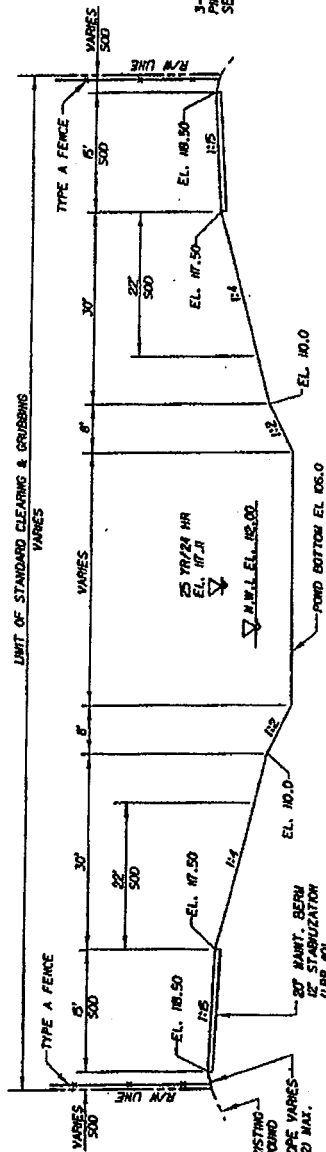 LIMIT OF STANDARD CLEARING & GRUBBING
VARIES
VARIES
SOD
TYPE A FENCE
R/W LINE
15'
SOD
30'
22'
SOD
8'
VARIES
8'
30'
22'
SOD
15'
SOD
TYPE A FENCE
R/W LINE
VARIES
SOD
EL. 118.50
1:15
EL. 117.50
1:4
1:2
EL. 110.0
25 YR/24 HR
EL. 117.11
N.W.L EL. 112.00
POND BOTTOM EL 106.0
1:2
EL. 110.0
1:4
EL. 117.50
1:15
EL. 118.50
20' MAINT. BERM
12" STABILIZATION
EXISTING
VARIES
MAX.